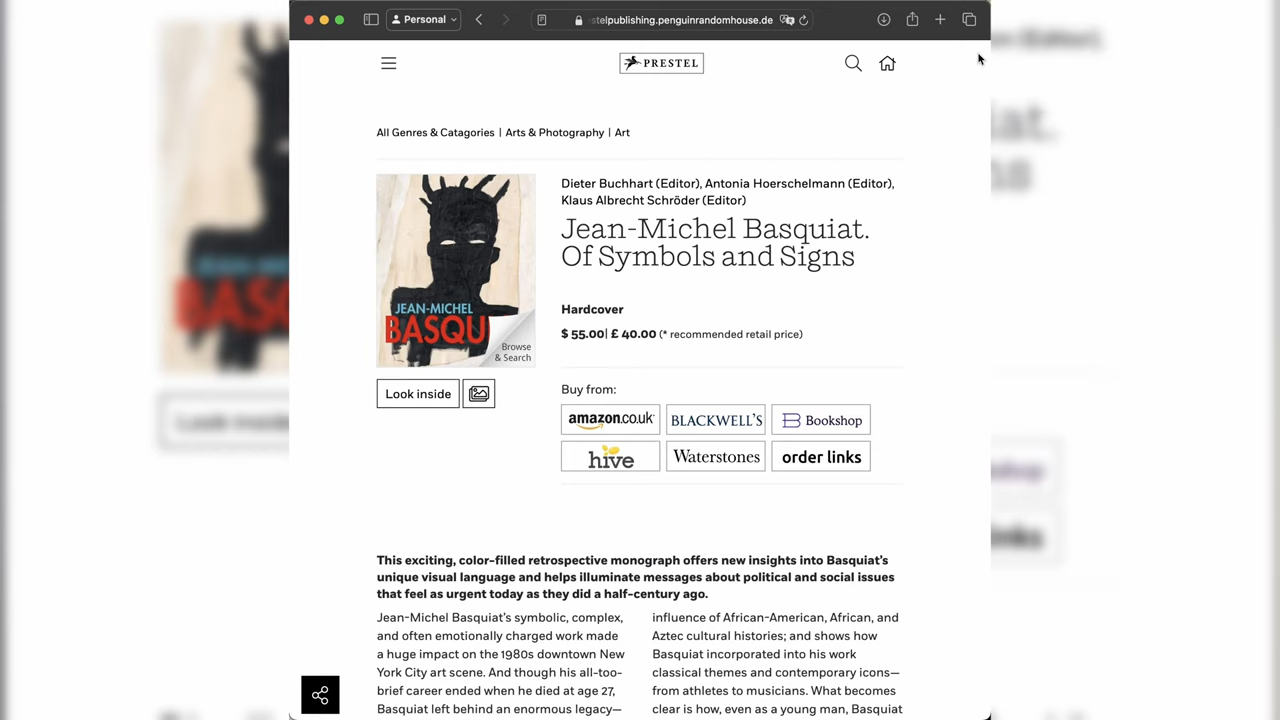 Personal
stelpublishing.penguinrandomhouse.de
PRESTEL
All Genres & Catagories | Arts & Photography | Art
JEAN-MICHEL
BASQU
Browse
& Search
Look inside
Dieter Buchhart (Editor), Antonia Hoerschelmann (Editor),
Klaus Albrecht Schröder (Editor)
Jean-Michel Basquiat.
Of Symbols and Signs
Hardcover
$ 55.00| £ 40.00 (* recommended retail price)
Buy from:
amazon.co.uk
BLACKWELL'S
Bookshop
hive
Waterstones
order links
This exciting, color-filled retrospective monograph offers new insights into Basquiat's
unique visual language and helps illuminate messages about political and social issues
that feel as urgent today as they did a half-century ago.
Jean-Michel Basquiat's symbolic, complex,
and often emotionally charged work made
a huge impact on the 1980s downtown New
York City art scene. And though his all-too-
brief career ended when he died at age 27,
Basquiat left behind an enormous legacy—
influence of African-American, African, and
Aztec cultural histories; and shows how
Basquiat incorporated into his work
classical themes and contemporary icons—
from athletes to musicians. What becomes
clear is how, even as a young man, Basquiat